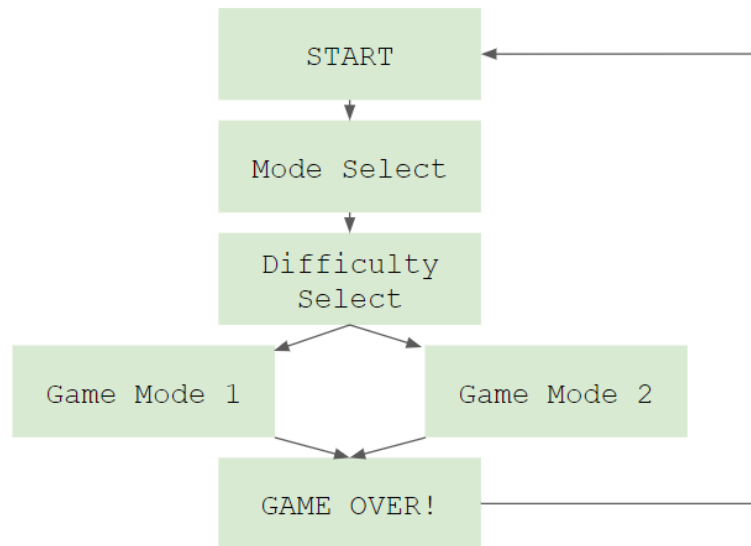 START
Mode Select
Difficulty
Select
Game Mode 1
Game Mode 2
GAME OVER!